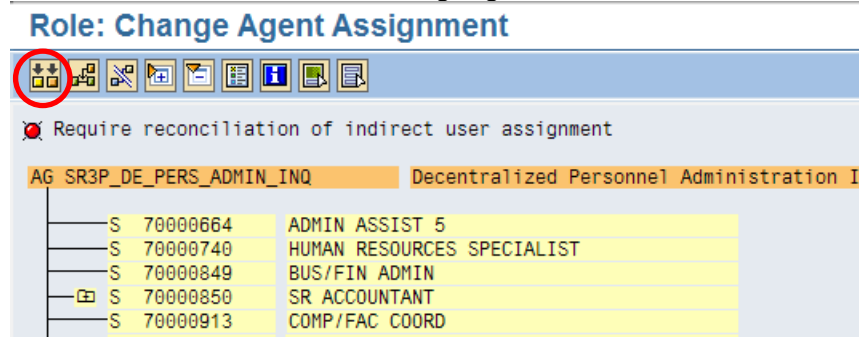 Role: Change Agent Assignment
Require reconciliation of indirect user assignment
AG SR3P_DE_PERS_ADMIN_INQ Decentralized Personnel Administration I
S 70000664 ADMIN ASSIST 5
S 70000740 HUMAN RESOURCES SPECIALIST
S 70000849 BUS/FIN ADMIN
S 70000850 SR ACCOUNTANT
S 70000913 COMP/FAC COORD